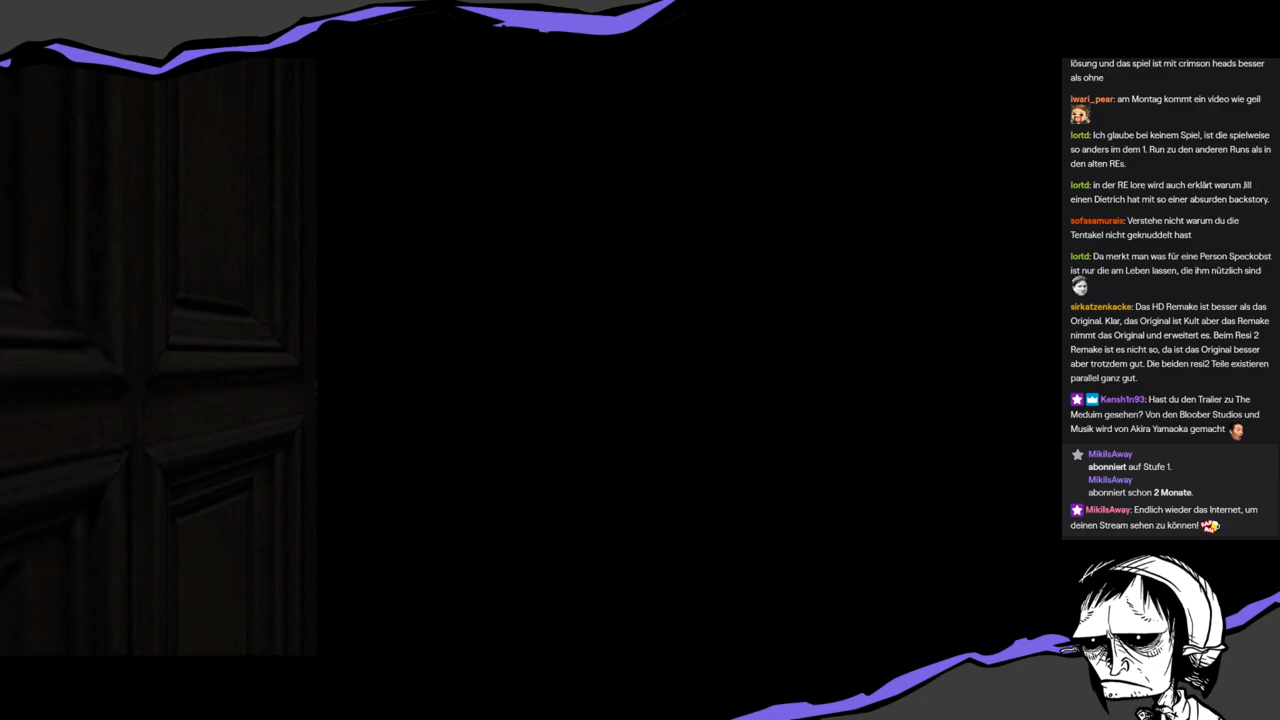 lösung und das spiel ist mit crimson heads besser
als ohne
iwari_pear: am Montag kommt ein video wie geil
lortd: Ich glaube bei keinem Spiel, ist die spielweise
so anders im dem 1. Run zu den anderen Runs als in
den alten REs.
lortd: in der RE lore wird auch erklärt warum Jill
einen Dietrich hat mit so einer absurden backstory.
sofasamurais: Verstehe nicht warum du die
Tentakel nicht geknuddelt hast
lortd: Da merkt man was für eine Person Speckobst
ist nur die am Leben lassen, die ihm nützlich sind
sirkatzenkacke: Das HD Remake ist besser als das
Original. Klar, das Original ist Kult aber das Remake
nimmt das Original und erweitert es. Beim Resi 2
Remake ist es nicht so, da ist das Original besser
aber trotzdem gut. Die beiden resi2 Teile existieren
parallel ganz gut.
Kensh1n93: Hast du den Trailer zu The
Meduim gesehen? Von den Bloober Studios und
Musik wird von Akira Yamaoka gemacht
MikilsAway
abonniert auf Stufe 1.
MikilsAway
abonniert schon 2 Monate.
MikilsAway: Endlich wieder das Internet, um
deinen Stream sehen zu können!